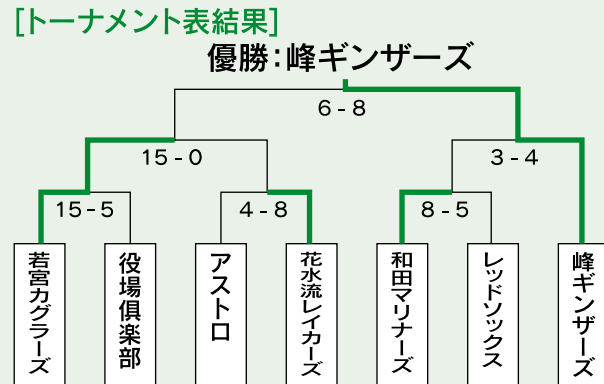 [トーナメント表結果]
優勝：峰ギンザーズ
6 - 8
15 - 0
3 - 4
15 - 5
4 - 8
8 - 5
若宮カグラーズ
役場倶楽部
アストロ
花水流レイカーズ
和田マリナーズ
レッドソックス
峰ギンザーズ